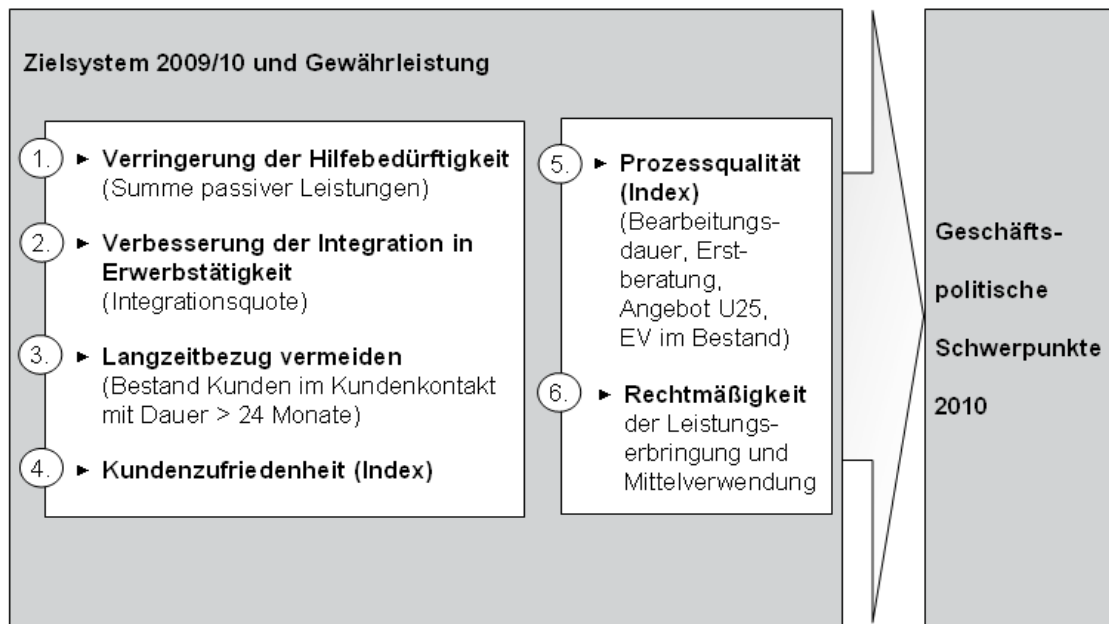 Zielsystem 2009/10 und Gewährleistung
1. ► Verringerung der Hilfebedürftigkeit
(Summe passiver Leistungen)
2. ► Verbesserung der Integration in
Erwerbstätigkeit
(Integrationsquote)
3. ► Langzeitbezug vermeiden
(Bestand Kunden im Kundenkontakt
mit Dauer > 24 Monate)
4. ► Kundenzufriedenheit (Index)
5. ► Prozessqualität
(Index)
(Bearbeitungs-
dauer, Erst-
beratung,
Angebot U25,
EV im Bestand)
6. ► Rechtmäßigkeit
der Leistungs-
erbringung und
Mittelverwendung
Geschäfts-
politische
Schwerpunkte
2010